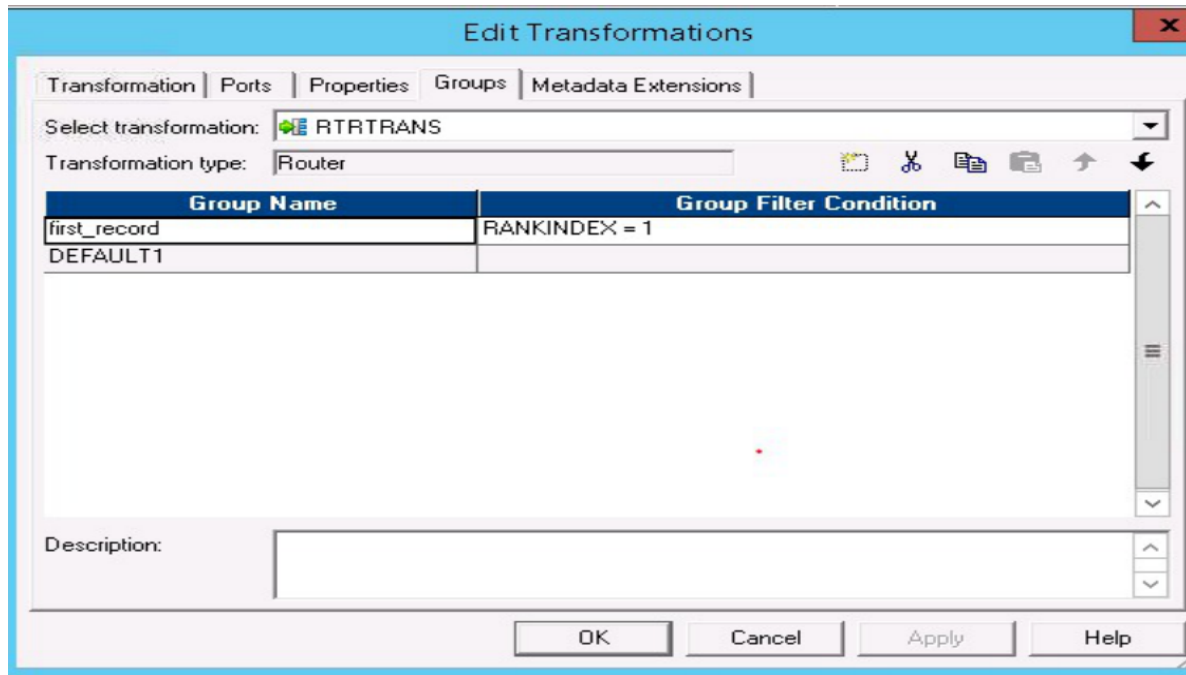 Edit Transformations
Transformation Ports Properties Groups Metadata Extensions
Select transformation: RTRTRANS
Transformation type: Router
Group Name Group Filter Condition
first_record RANKINDEX = 1
DEFAULT1
Description:
OK Cancel Apply Help